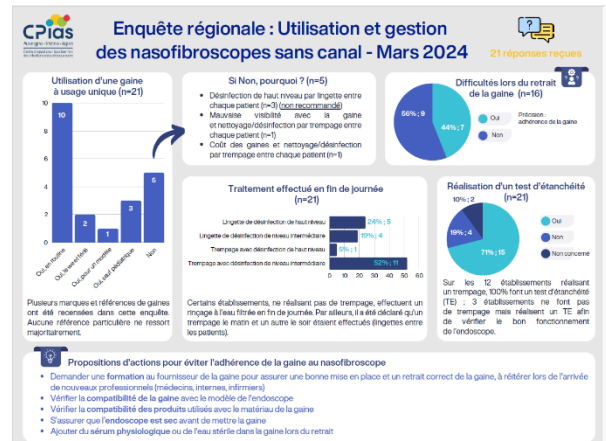 CPias
Auvergne-Rhône-Alpes
Enquête régionale : Utilisation et gestion
des nasofibroscopes sans canal - Mars 2024
21 réponses reçues
Utilisation d'une gaine
à usage unique (n=21)
10
8
6
4
2
0
10
2
1
3
5
Oui, en routine
Oui, pour un modèle
Oui, sauf pédiatrique
Non
Plusieurs marques et références de gaines
ont été recensées dans cette enquête.
Aucune référence particulière ne ressort
majoritairement.
Si Non, pourquoi ? (n=5)
Désinfection de haut niveau par lingette entre
chaque patient (n=3) (non recommandé)
Mauvaise visibilité avec la gaine
et nettoyage/désinfection par trempage entre
chaque patient (n=1)
Coût des gaines et nettoyage/désinfection
par trempage entre chaque patient (n=1)
Difficultés lors du retrait
de la gaine (n=16)
56% ; 9
44% ; 7
Oui
Non
Précision :
adhérence de la gaine
Traitement effectué en fin de journée
(n=21)
Lingette de désinfection de haut niveau
24% ; 5
Lingette de désinfection de niveau intermédiaire
19% ; 4
Trempage avec désinfection de haut niveau
5% ; 1
Trempage avec désinfection de niveau intermédiaire
52% ; 11
0 10 20 30 40 50 60
Certains établissements, ne réalisant pas de trempage, effectuent un
rinçage à l'eau filtrée en fin de journée. Par ailleurs, il a été déclaré qu'un
trempage le matin et un autre le soir étaient effectués (lingettes entre
les patients).
Réalisation d'un test d'étanchéité
(n=21)
10% ; 2
19% ; 4
71% ; 15
Oui
Non
Non concerné
Sur les 12 établissements réalisant
un trempage, 100% font un test d'étanchéité
(TE) ; 3 établissements ne font pas
de trempage mais réalisent un TE afin
de vérifier le bon fonctionnement
de l'endoscope.
Propositions d'actions pour éviter l'adhérence de la gaine au nasofibroscope
Demander une formation au fournisseur de la gaine pour assurer une bonne mise en place et un retrait correct de la gaine, à réitérer lors de l'arrivée
de nouveaux professionnels (médecins, internes, infirmiers)
Vérifier la compatibilité de la gaine avec le modèle de l'endoscope
Vérifier la compatibilité des produits utilisés avec le matériau de la gaine
S'assurer que l'endoscope est sec avant de mettre la gaine
Ajouter du sérum physiologique ou de l'eau stérile dans la gaine lors du retrait